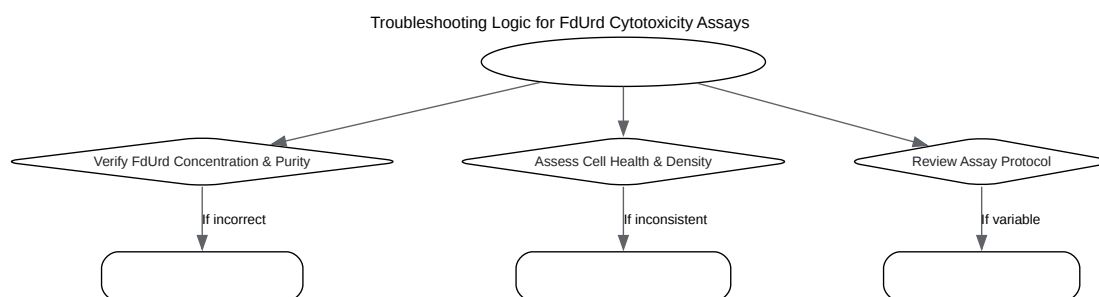 Troubleshooting Logic for FdUrd Cytotoxicity Assays
Verify FdUrd Concentration & Purity
Assess Cell Health & Density
Review Assay Protocol
If incorrect
If inconsistent
If variable